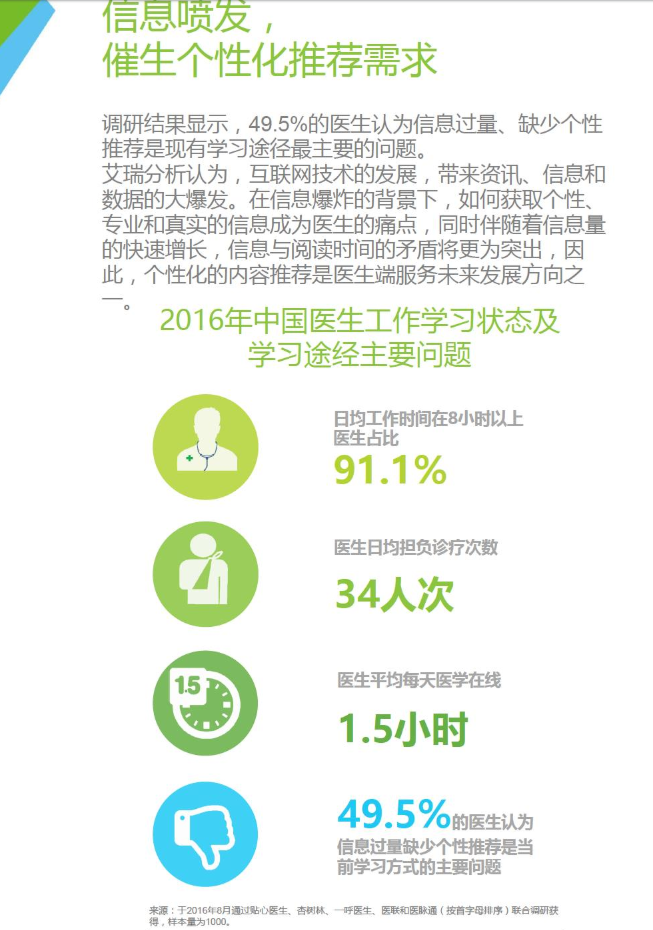 信息喷发，
催生个性化推荐需求
调研结果显示，49.5%的医生认为信息过量、缺少个性
推荐是现有学习途径最主要的问题。
艾瑞分析认为，互联网技术的发展，带来资讯、信息和
数据的大爆发。在信息爆炸的背景下，如何获取个性、
专业和真实的信息成为医生的痛点，同时伴随着信息量
的快速增长，信息与阅读时间的矛盾将更为突出，因
此，个性化的内容推荐是医生端服务未来发展方向之
一。
2016年中国医生工作学习状态及
学习途经主要问题
日均工作时间在8小时以上
医生占比
91.1%
医生日均担负诊疗次数
34人次
1.5
医生平均每天医学在线
1.5小时
49.5%的医生认为
信息过量缺少个性推荐是当
前学习方式的主要问题
来源：于2016年8月通过贴心医生、杏树林、一呼医生、医联和医脉通（按首字母排序）联合调研获
得，样本量为1000。